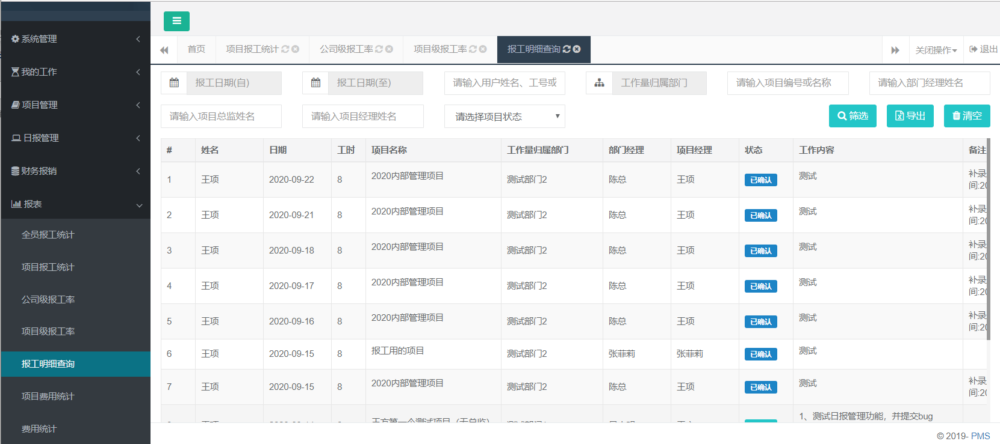 系统管理
我的工作
项目管理
日报管理
财务报销
报表
全员报工统计
项目报工统计
公司级报工率
项目级报工率
报工明细查询
项目费用统计
费用统计
首页 项目报工统计 公司级报工率 项目级报工率 报工明细查询 关闭操作 退出
报工日期(自) 报工日期(至) 请输入用户姓名、工号或 工作量归属部门 请输入项目编号或名称 请输入部门经理姓名
请输入项目总监姓名 请输入项目经理姓名 请选择项目状态 筛选 导出 清空
# 姓名 日期 工时 项目名称 工作量归属部门 部门经理 项目经理 状态 工作内容 备注
1 王项 2020-09-22 8 2020内部管理项目 测试部门2 陈总 王项 已确认 测试 补录
间:20
2 王项 2020-09-21 8 2020内部管理项目 测试部门2 陈总 王项 已确认 测试 补录
间:20
3 王项 2020-09-18 8 2020内部管理项目 测试部门2 陈总 王项 已确认 测试 补录
间:20
4 王项 2020-09-17 8 2020内部管理项目 测试部门2 陈总 王项 已确认 测试 补录
间:20
5 王项 2020-09-16 8 2020内部管理项目 测试部门2 陈总 王项 已确认 测试 补录
间:20
6 王项 2020-09-15 8 报工用的项目 测试部门2 张菲莉 张菲莉 已确认 测试
7 王项 2020-09-15 8 2020内部管理项目 测试部门2 陈总 王项 已确认 测试 补录
间:20
1、测试日报管理功能，并提交bug
© 2019- PMS